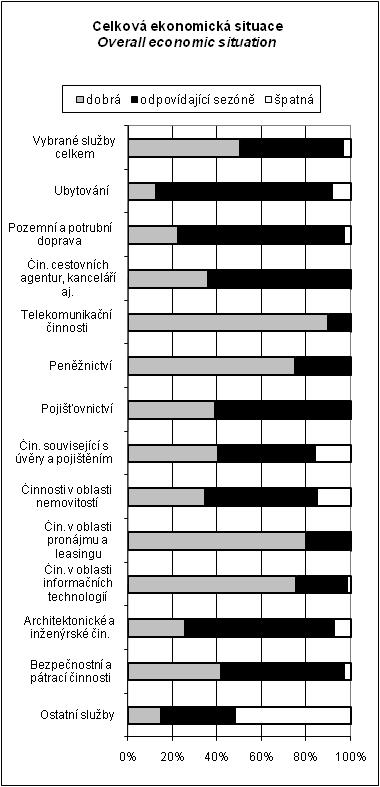 Celková ekonomická situace
Overall economic situation
dobrá odpovídající sezóně špatná
Vybrané služby
celkem
Ubytování
Pozemní a potrubní
doprava
Čin. cestovních
agentur, kanceláří
aj.
Telekomunikační
činnosti
Peněžnictví
Pojišťovnictví
Čin. související s
úvěry a pojištěním
Činnosti v oblasti
nemovitostí
Čin. v oblasti
pronájmu a
leasingu
Čin. v oblasti
informačních
technologií
Architektonické a
inženýrské čin.
Bezpečnostní a
pátrací činnosti
Ostatní služby
0% 20% 40% 60% 80% 100%